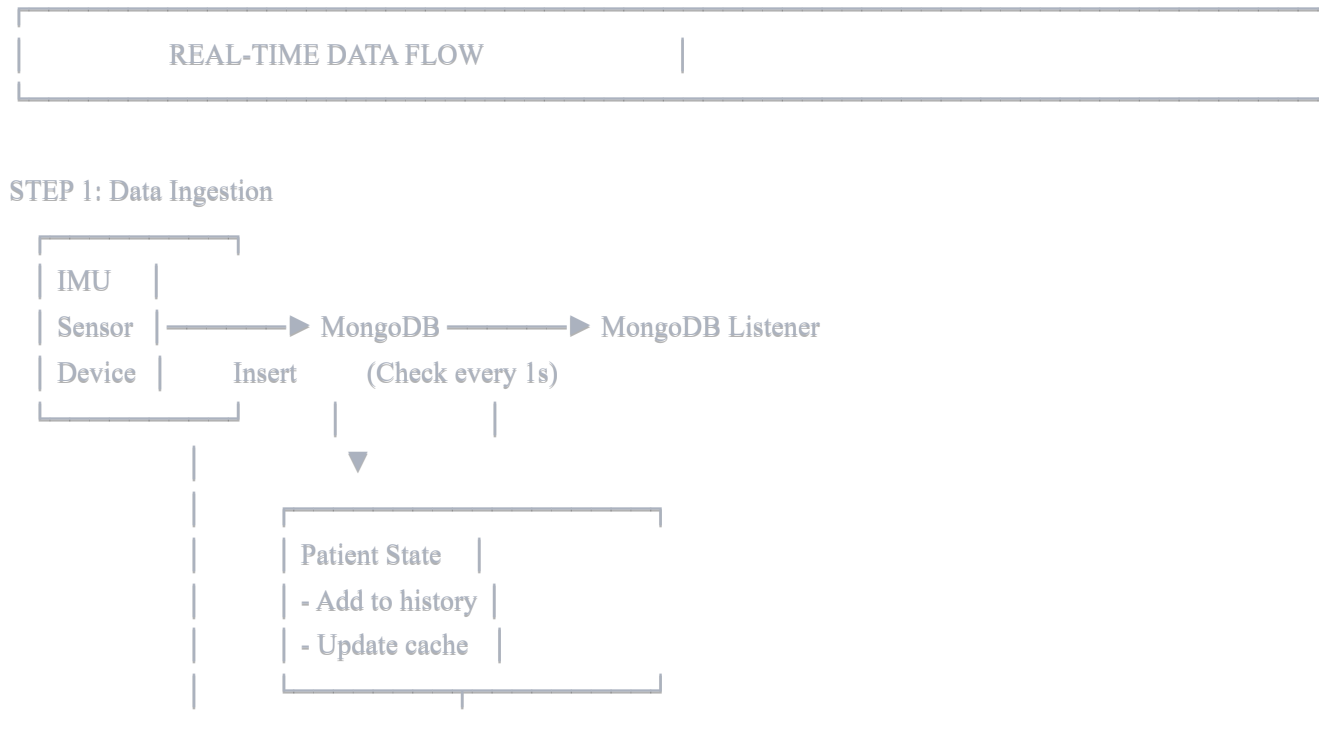 REAL-TIME DATA FLOW
STEP 1: Data Ingestion
IMU
Sensor MongoDB MongoDB Listener
Device Insert (Check every 1s)
Patient State
- Add to history
- Update cache